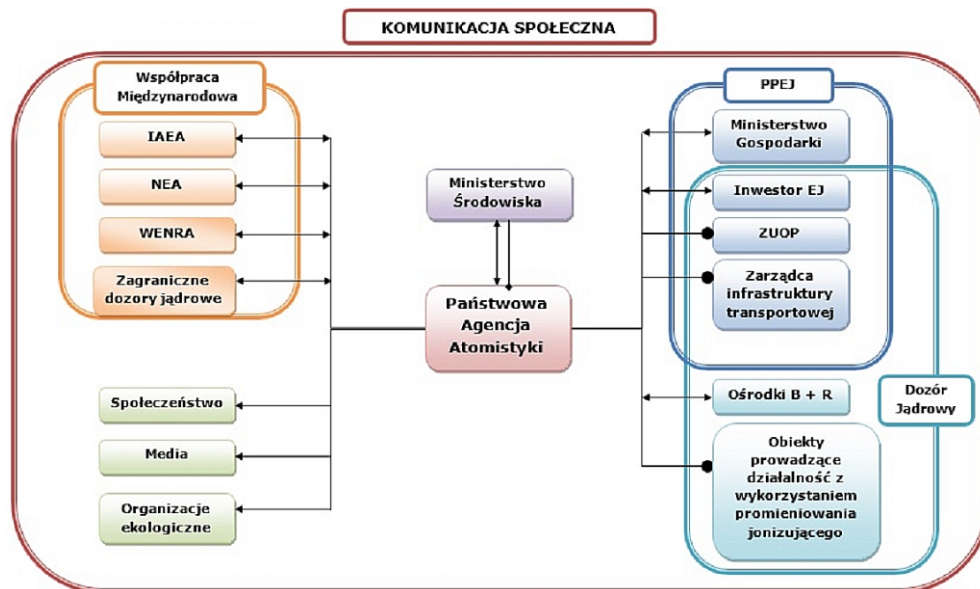 KOMUNIKACJA SPOŁECZNA
Współpraca
Międzynarodowa
IAEA
NEA
WENRA
Zagraniczne
dozory jądrowe
Społeczeństwo
Media
Organizacje
ekologiczne
Ministerstwo
Środowiska
Państwowa
Agencja
Atomistyki
PPEJ
Ministerstwo
Gospodarki
Inwestor EJ
ZUOP
Zarządca
infrastruktury
transportowej
Ośrodki B + R
Dozór
Jądrowy
Obiekty
prowadzące
działalność z
wykorzystaniem
promieniowania
jonizującego